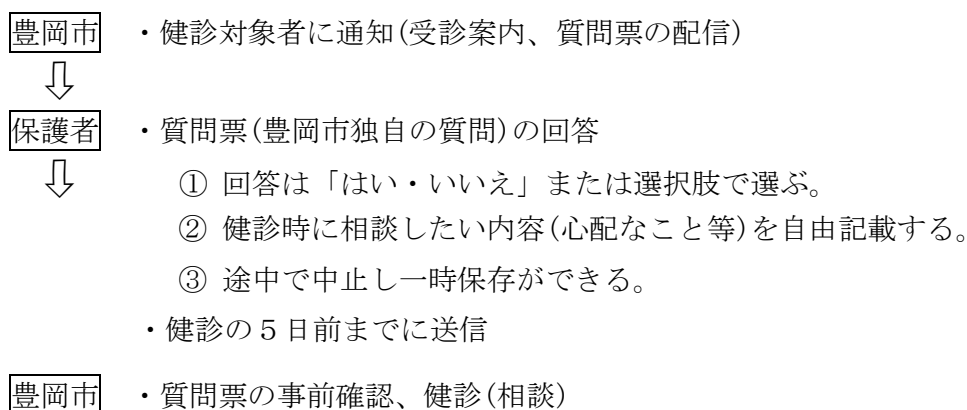 豊岡市 ・健診対象者に通知(受診案内、質問票の配信)
⇩
保護者 ・質問票(豊岡市独自の質問)の回答
⇩ ① 回答は「はい・いいえ」または選択肢で選ぶ。
② 健診時に相談したい内容(心配なこと等)を自由記載する。
③ 途中で中止し一時保存ができる。
・健診の５日前までに送信
豊岡市 ・質問票の事前確認、健診(相談)